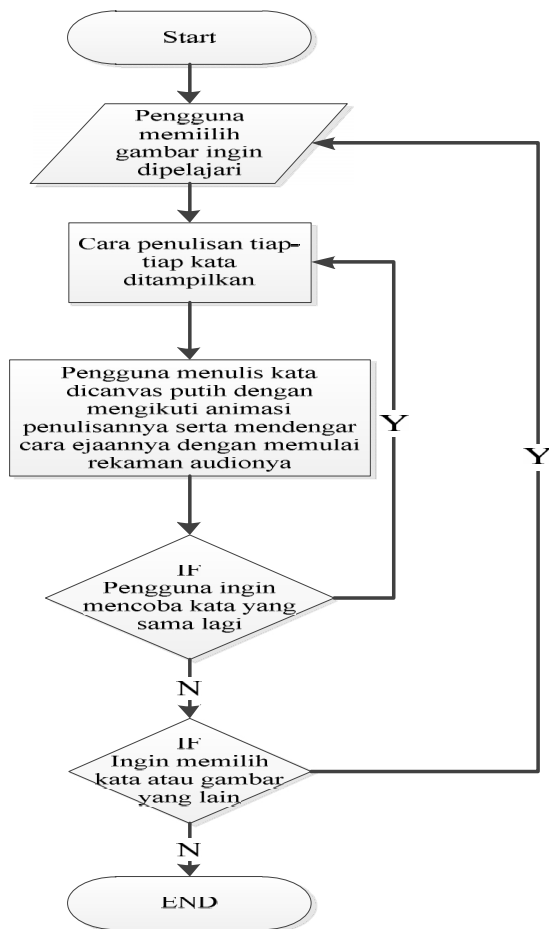 Start
Pengguna
memiilih
gambar ingin
dipelajari
Cara penulisan tiap-
tiap kata
ditampilkan
Pengguna menulis kata
dicanvas putih dengan
mengikuti animasi
penulisannya serta mendengar
cara ejaannya dengan memulai
rekaman audionya
Y
Y
IF
Pengguna ingin
mencoba kata yang
sama lagi
N
IF
Ingin memilih
kata atau gambar
yang lain
N
END